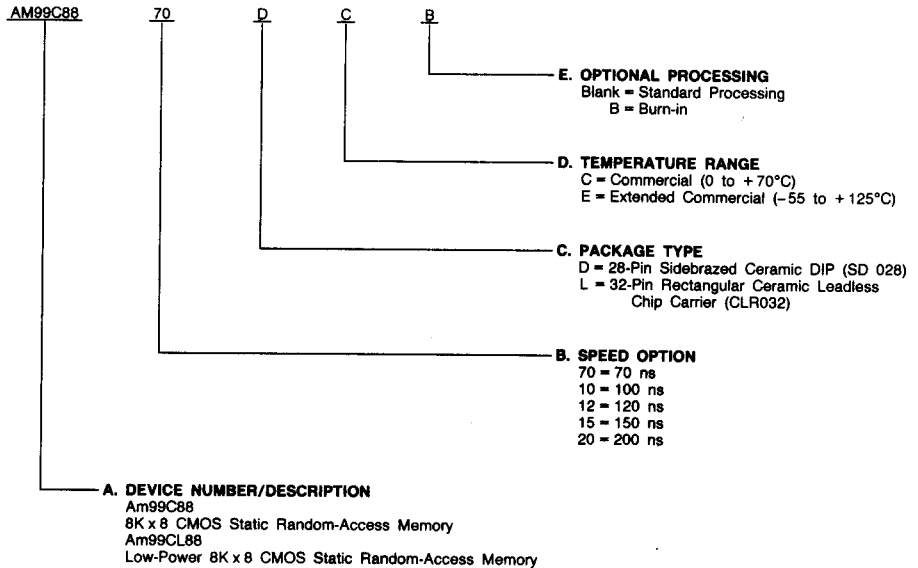 AM99C88 70 D C B
E. OPTIONAL PROCESSING
Blank = Standard Processing
B = Burn-in
D. TEMPERATURE RANGE
C = Commercial (0 to +70°C)
E = Extended Commercial (-55 to +125°C)
C. PACKAGE TYPE
D = 28-Pin Sidebrazed Ceramic DIP (SD 028)
L = 32-Pin Rectangular Ceramic Leadless
Chip Carrier (CLR032)
B. SPEED OPTION
70 = 70 ns
10 = 100 ns
12 = 120 ns
15 = 150 ns
20 = 200 ns
A. DEVICE NUMBER/DESCRIPTION
Am99C88
8K x 8 CMOS Static Random-Access Memory
Am99CL88
Low-Power 8K x 8 CMOS Static Random-Access Memory